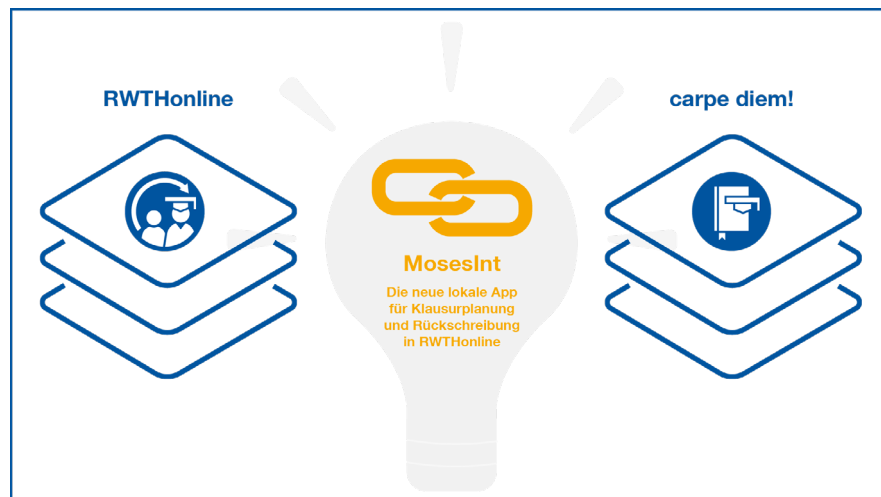 RWTHonline
carpe diem!
MosesInt
Die neue lokale App
für Klausurplanung
und Rückschreibung
in RWTHonline